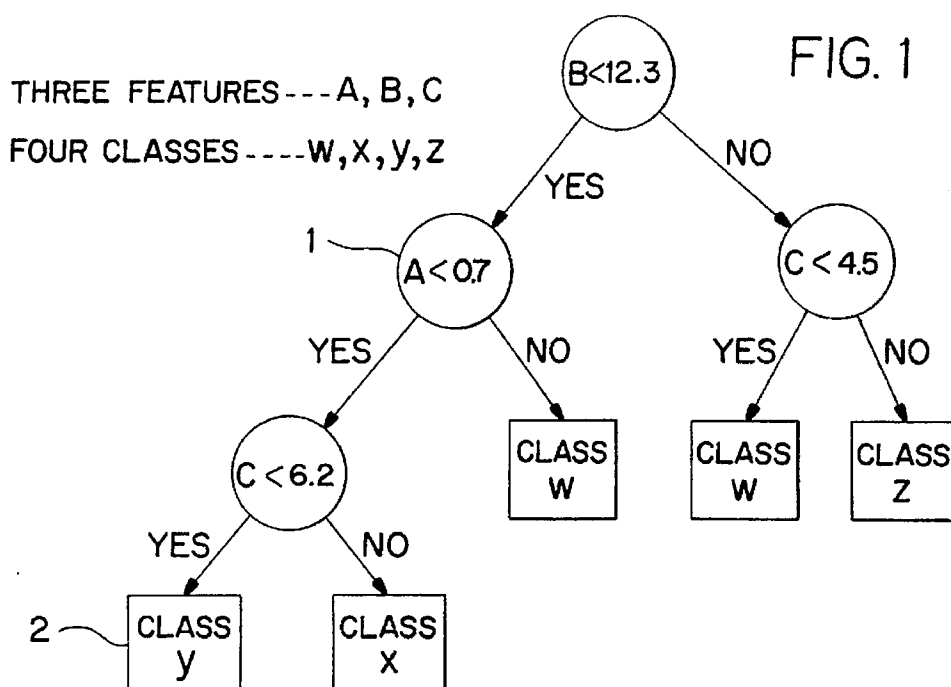 FIG. 1
THREE FEATURES---A, B, C
FOUR CLASSES----W,X,y,Z
B<12.3
YES
NO
1
A<0.7
C<4.5
YES
NO
YES
NO
C<6.2
CLASS
W
CLASS
W
CLASS
Z
YES
NO
2
CLASS
y
CLASS
X